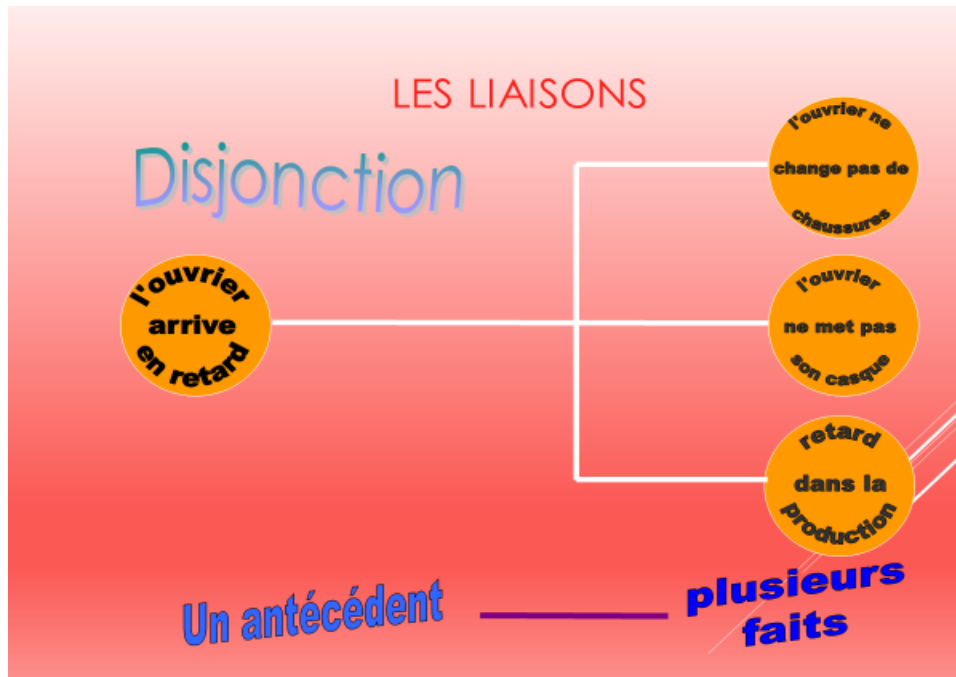 LES LIAISONS
Disjonction
l'ouvrier
arrive
en retard
l'ouvrier ne
change pas de
chaussures
l'ouvrier
ne met pas
son casque
retard
dans la
production
Un antécédent
plusieurs
faits